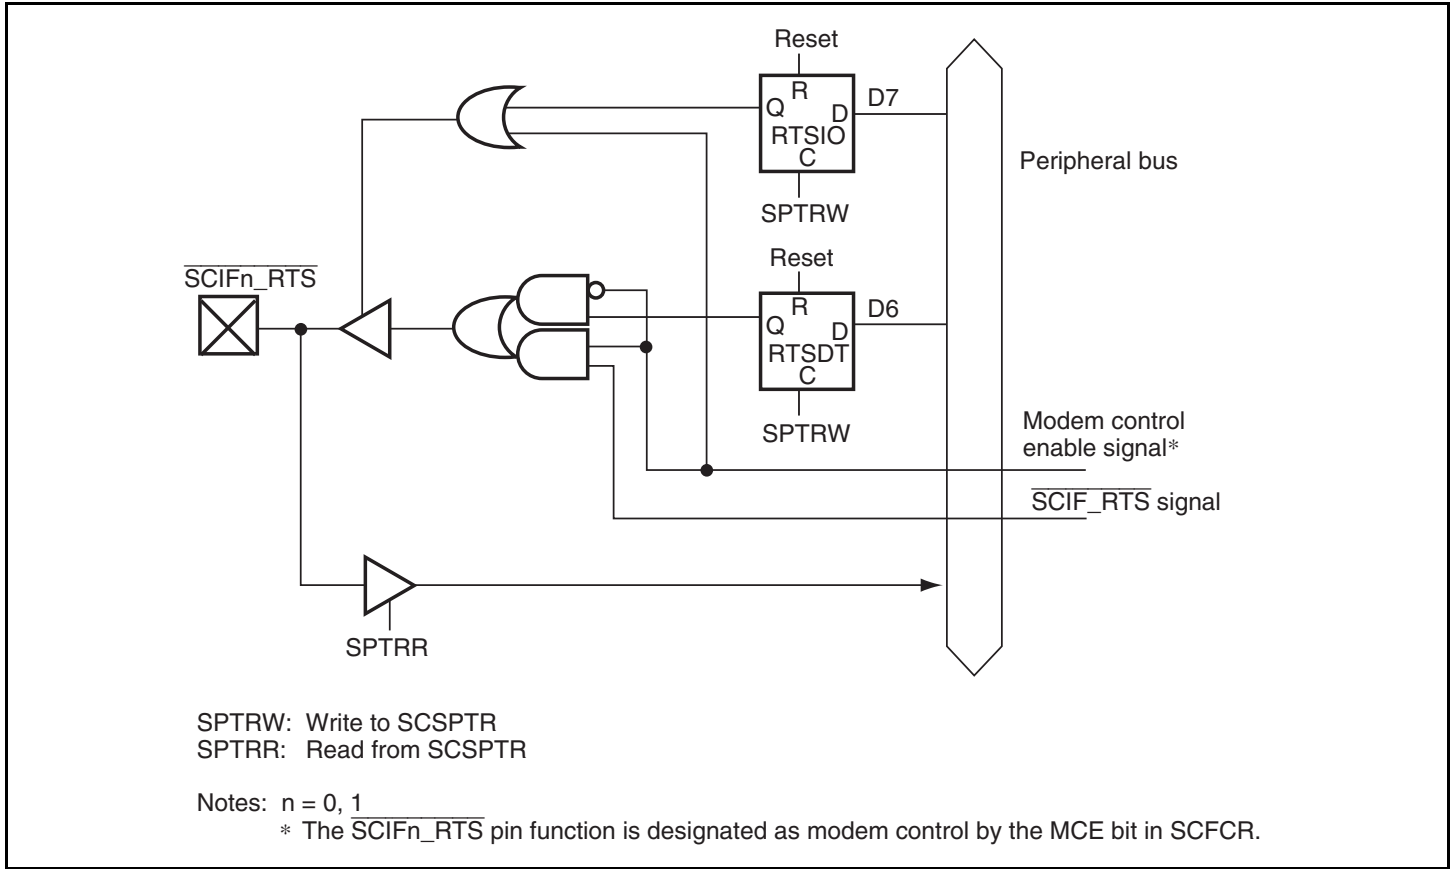 Reset
R
Q
D
D7
RTSIO
C
SPTRW
Peripheral bus
SCIFn_RTS
Reset
R
Q
D
D6
RTSDT
C
SPTRW
Modem control
enable signal*
SCIF_RTS signal
SPTRR
SPTRW: Write to SCSPTR
SPTRR: Read from SCSPTR
Notes: n = 0, 1
* The SCIFn_RTS pin function is designated as modem control by the MCE bit in SCFCR.